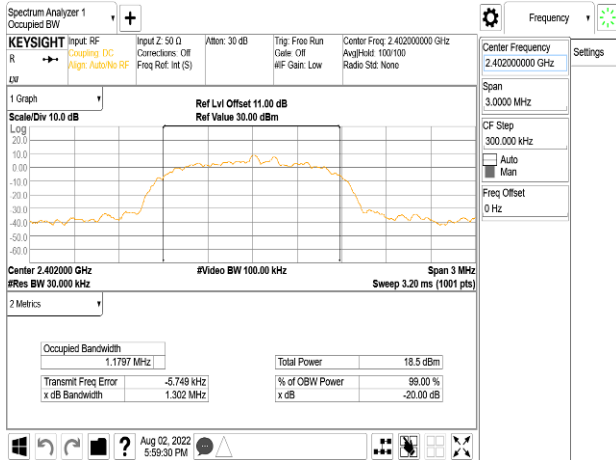 Spectrum Analyzer 1
Occupied BW
Frequency
KEYSIGHT
R
Input: RF
Coupling: DC
Align: Auto/No RF
Input Z: 50 Ω
Corrections: Off
Freq Ref: Int (S)
Atten: 30 dB
Trig: Free Run
Gate: Off
#IF Gain: Low
Center Freq: 2.402000000 GHz
Avg|Hold: 100/100
Radio Std: None
Center Frequency
2.402000000 GHz
Settings
Span
3.0000 MHz
CF Step
300.000 kHz
Auto
Man
Freq Offset
0 Hz
1 Graph
Scale/Div 10.0 dB
Ref Lvl Offset 11.00 dB
Ref Value 30.00 dBm
Log
20.0
10.0
0.00
-10.0
-20.0
-30.0
-40.0
-50.0
-60.0
Center 2.402000 GHz
#Res BW 30.000 kHz
#Video BW 100.00 kHz
Span 3 MHz
Sweep 3.20 ms (1001 pts)
2 Metrics
Occupied Bandwidth
1.1797 MHz
Total Power 18.5 dBm
Transmit Freq Error -5.749 kHz
% of OBW Power 99.00 %
x dB Bandwidth 1.302 MHz
x dB -20.00 dB
Aug 02, 2022
5:59:30 PM